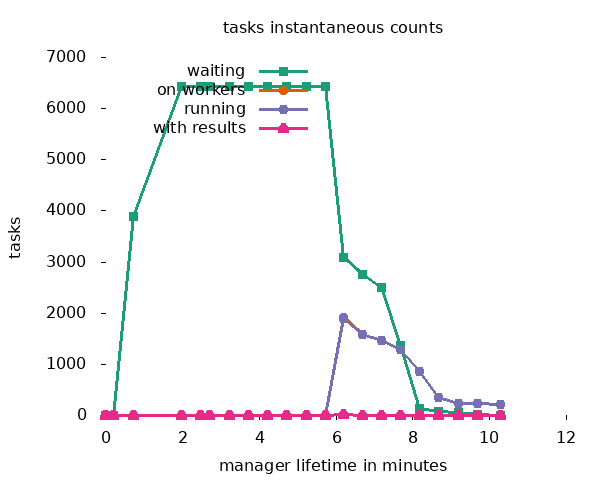 tasks instantaneous counts
7000
6000
5000
4000
3000
2000
1000
0
tasks
waiting
on workers
running
with results
0 2 4 6 8 10 12
manager lifetime in minutes